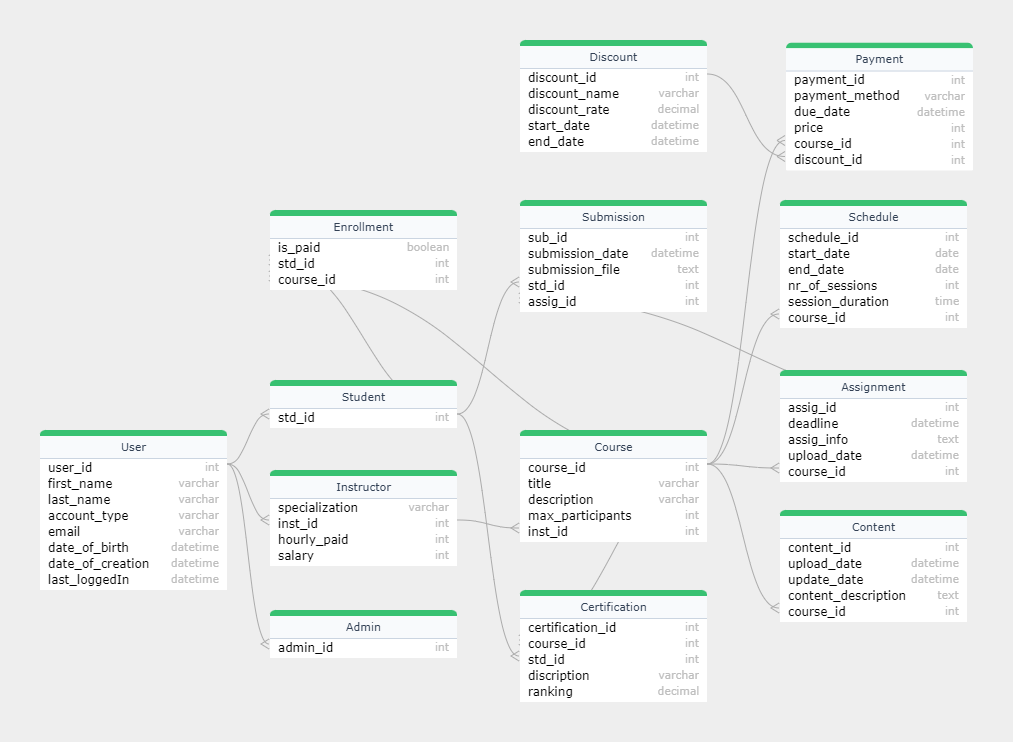 Discount
discount_id int
discount_name varchar
discount_rate decimal
start_date datetime
end_date datetime
Payment
payment_id int
payment_method varchar
due_date datetime
price int
course_id int
discount_id int
Enrollment
is_paid boolean
std_id int
course_id int
Submission
sub_id int
submission_date datetime
submission_file text
std_id int
assig_id int
Schedule
schedule_id int
start_date date
end_date date
nr_of_sessions int
session_duration time
course_id int
Student
std_id int
Assignment
assig_id int
deadline datetime
assig_info text
upload_date datetime
course_id int
User
user_id int
first_name varchar
last_name varchar
account_type varchar
email varchar
date_of_birth datetime
date_of_creation datetime
last_loggedIn datetime
Instructor
specialization varchar
inst_id int
hourly_paid int
salary int
Course
course_id int
title varchar
description varchar
max_participants int
inst_id int
Content
content_id int
upload_date datetime
update_date datetime
content_description text
course_id int
Admin
admin_id int
Certification
certification_id int
course_id int
std_id int
discription varchar
ranking decimal